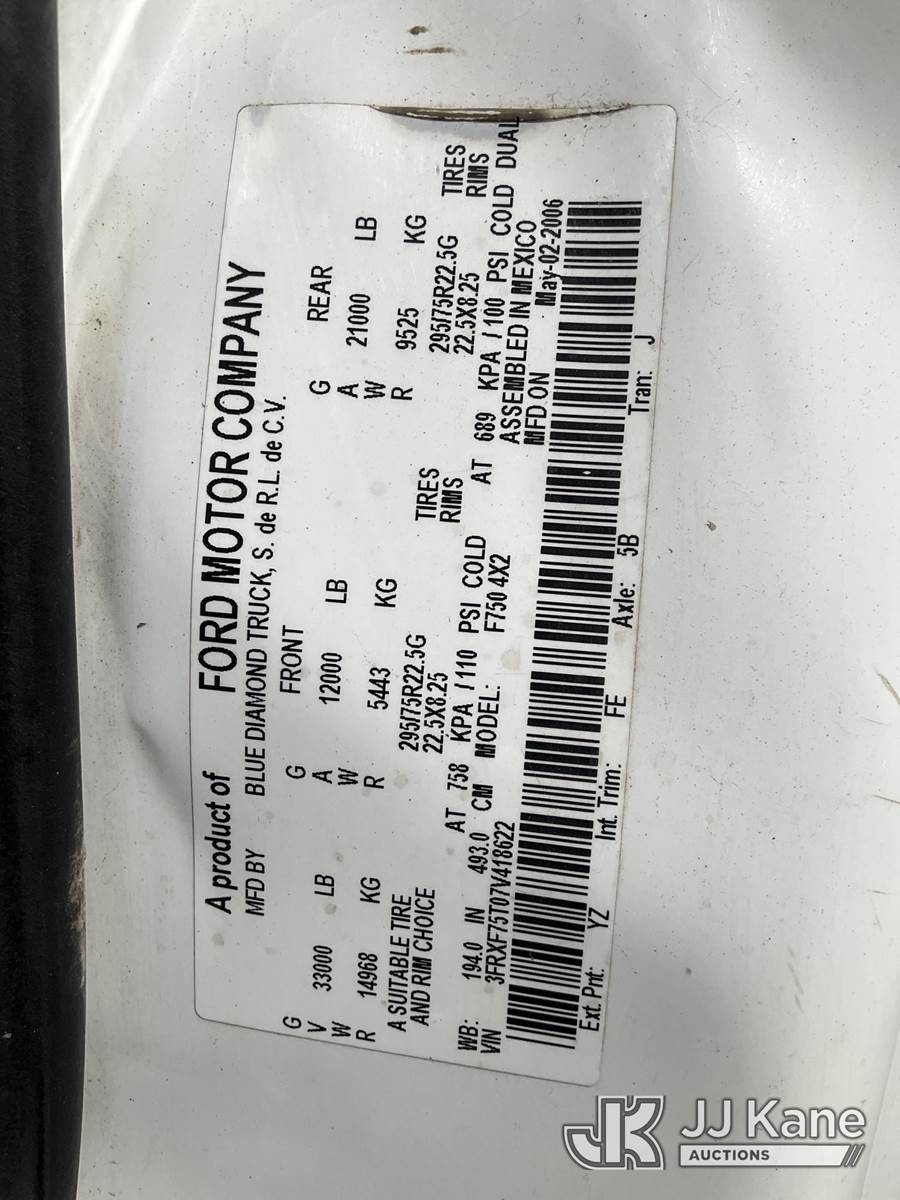 A product of FORD MOTOR COMPANY
MFD BY BLUE DIAMOND TRUCK, S. de R.L. de C.V.
GVWR 33000 LB
14968 KG
GAWR FRONT 12000 LB
5443 KG
GAWR REAR 21000 LB
9525 KG
A SUITABLE TIRE
AND RIM CHOICE
295/75R22.5G TIRES
22.5X8.25 RIMS
AT 758 KPA / 110 PSI COLD
295/75R22.5G TIRES
22.5X8.25 RIMS
AT 689 KPA / 100 PSI COLD DUAL
WB: 194.0 IN 493.0 CM MODEL: F750 4X2
ASSEMBLED IN MEXICO
VIN 3FRXF75T07V418622
MFD ON May-02-2006
Ext. Pnt: YZ Int. Trim: FE Axle: 5B Tran: J
JK JJ Kane
AUCTIONS